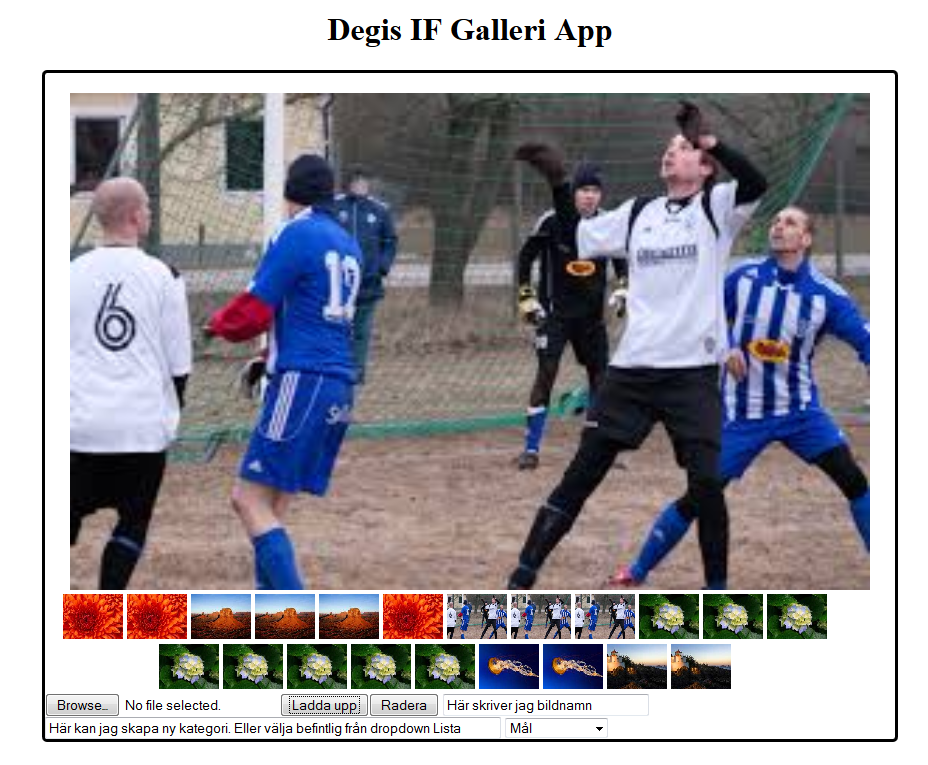 Degis IF Galleri App
6
Browse... No file selected. Ladda upp Radera Här skriver jag bildnamn
Här kan jag skapa ny kategori. Eller välja befintlig från dropdown Lista Mål